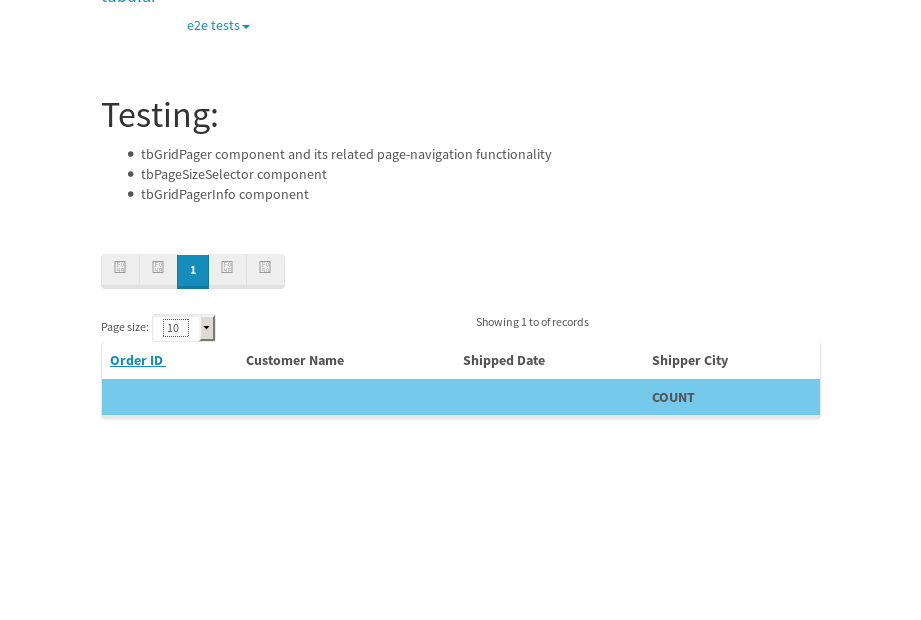 tabular
e2e tests
Testing:
tbGridPager component and its related page-navigation functionality
tbPageSizeSelector component
tbGridPagerInfo component
1
Page size: 10 Showing 1 to of records
Order ID Customer Name Shipped Date Shipper City
COUNT